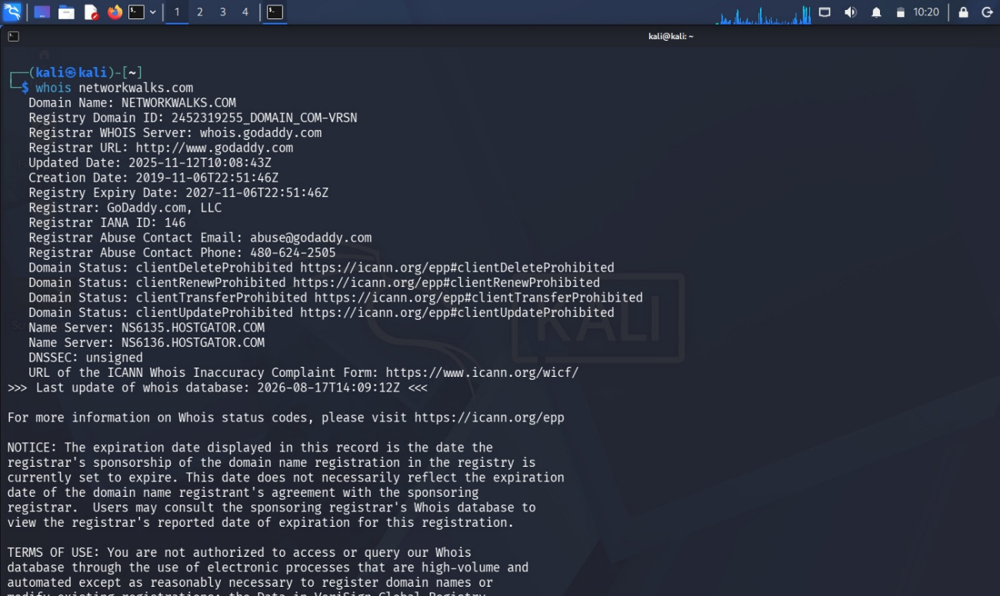 1 2 3 4 10:20
kali@kali: ~
┌──(kali㉿kali)-[~]
└─$ whois networkwalks.com
Domain Name: NETWORKWALKS.COM
Registry Domain ID: 2452319255_DOMAIN_COM-VRSN
Registrar WHOIS Server: whois.godaddy.com
Registrar URL: http://www.godaddy.com
Updated Date: 2025-11-12T10:08:43Z
Creation Date: 2019-11-06T22:51:46Z
Registry Expiry Date: 2027-11-06T22:51:46Z
Registrar: GoDaddy.com, LLC
Registrar IANA ID: 146
Registrar Abuse Contact Email: abuse@godaddy.com
Registrar Abuse Contact Phone: 480-624-2505
Domain Status: clientDeleteProhibited https://icann.org/epp#clientDeleteProhibited
Domain Status: clientRenewProhibited https://icann.org/epp#clientRenewProhibited
Domain Status: clientTransferProhibited https://icann.org/epp#clientTransferProhibited
Domain Status: clientUpdateProhibited https://icann.org/epp#clientUpdateProhibited
Name Server: NS6135.HOSTGATOR.COM
Name Server: NS6136.HOSTGATOR.COM
DNSSEC: unsigned
URL of the ICANN Whois Inaccuracy Complaint Form: https://www.icann.org/wicf/
>>> Last update of whois database: 2026-08-17T14:09:12Z <<<
For more information on Whois status codes, please visit https://icann.org/epp
NOTICE: The expiration date displayed in this record is the date the
registrar's sponsorship of the domain name registration in the registry is
currently set to expire. This date does not necessarily reflect the expiration
date of the domain name registrant's agreement with the sponsoring
registrar.  Users may consult the sponsoring registrar's Whois database to
view the registrar's reported date of expiration for this registration.
TERMS OF USE: You are not authorized to access or query our Whois
database through the use of electronic processes that are high-volume and
automated except as reasonably necessary to register domain names or
modify existing registrations; the Data in VeriSign Global Registry
KALI